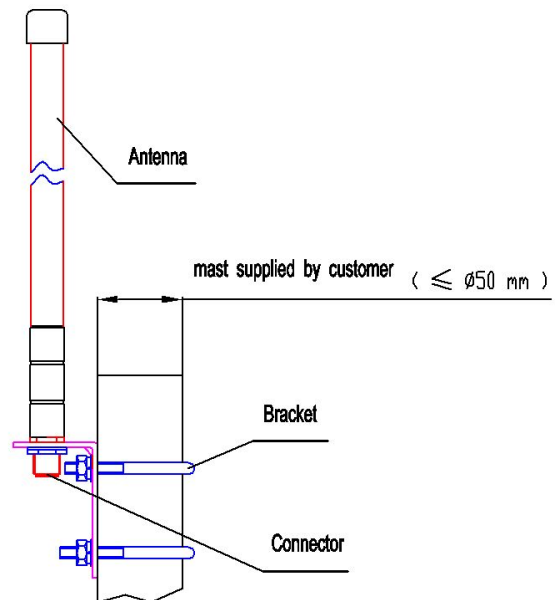 Antenna
mast supplied by customer ( ≤ Ø50 mm )
Bracket
Connector